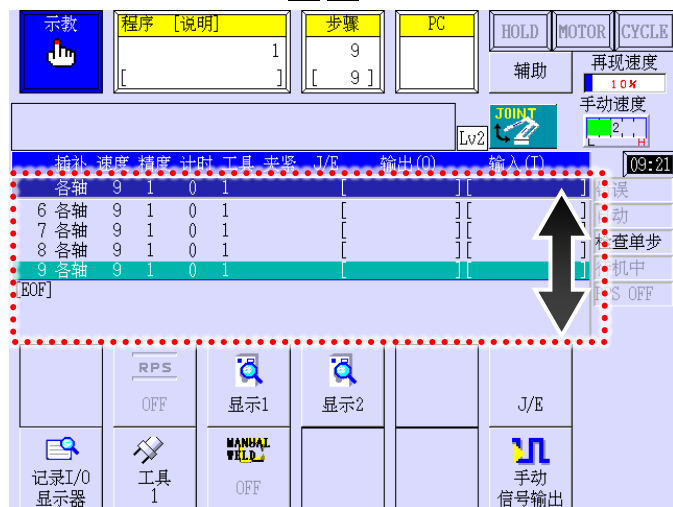 示教 程序 [说明] 步骤 PC HOLD MOTOR CYCLE
1 9
[ ] [ 9 ] 辅助 再现速度
10%
手动速度
Lv2 JOINT 2
L H
插补 速度 精度 计时 工具 夹紧 J/E 输出(O) 输入(I) 09:21
各轴 9 1 0 1 [ ][ ]
6 各轴 9 1 0 1 [ ][
7 各轴 9 1 0 1 [ ][
8 各轴 9 1 0 1 [ ][ 检查单步
9 各轴 9 1 0 1 [ ][ ]
[EOF] OFF
RPS
OFF 显示1 显示2 J/E
MANUAL
WELD
记录I/O 工具 OFF 手动
显示器 1 信号输出